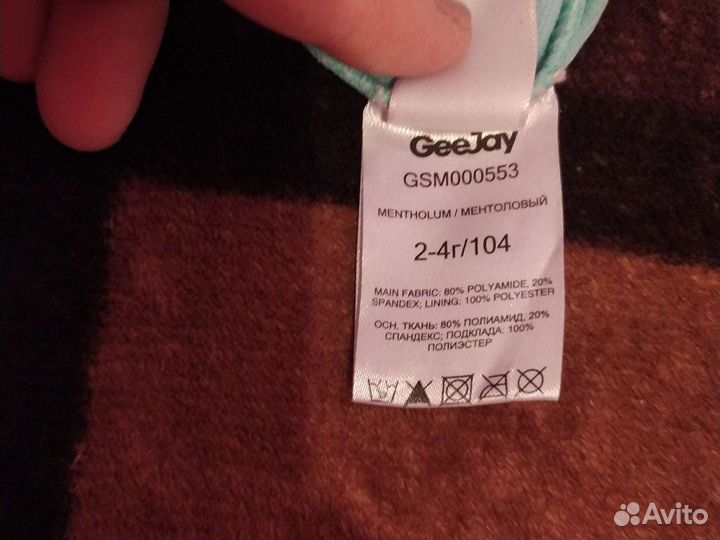 GeeJay
GSM000553
MENTHOLUM / МЕНТОЛОВЫЙ
2-4г/104
MAIN FABRIC: 80% POLYAMIDE, 20%
SPANDEX; LINING: 100% POLYESTER
ОСН. ТКАНЬ: 80% ПОЛИАМИД, 20%
СПАНДЕКС; ПОДКЛАДА: 100%
ПОЛИЭСТЕР
Avito